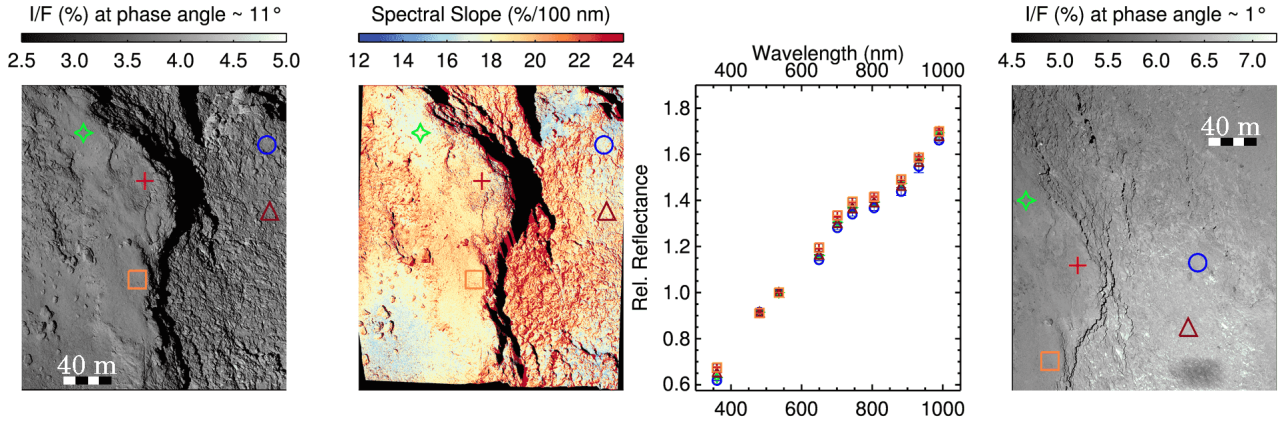 I/F (%) at phase angle ~ 11°
2.5 3.0 3.5 4.0 4.5 5.0
40 m
Spectral Slope (%/100 nm)
12 14 16 18 20 22 24
Wavelength (nm)
400 600 800 1000
Rel. Reflectance
1.8
1.6
1.4
1.2
1.0
0.8
0.6
400 600 800 1000
I/F (%) at phase angle ~ 1°
4.5 5.0 5.5 6.0 6.5 7.0
40 m